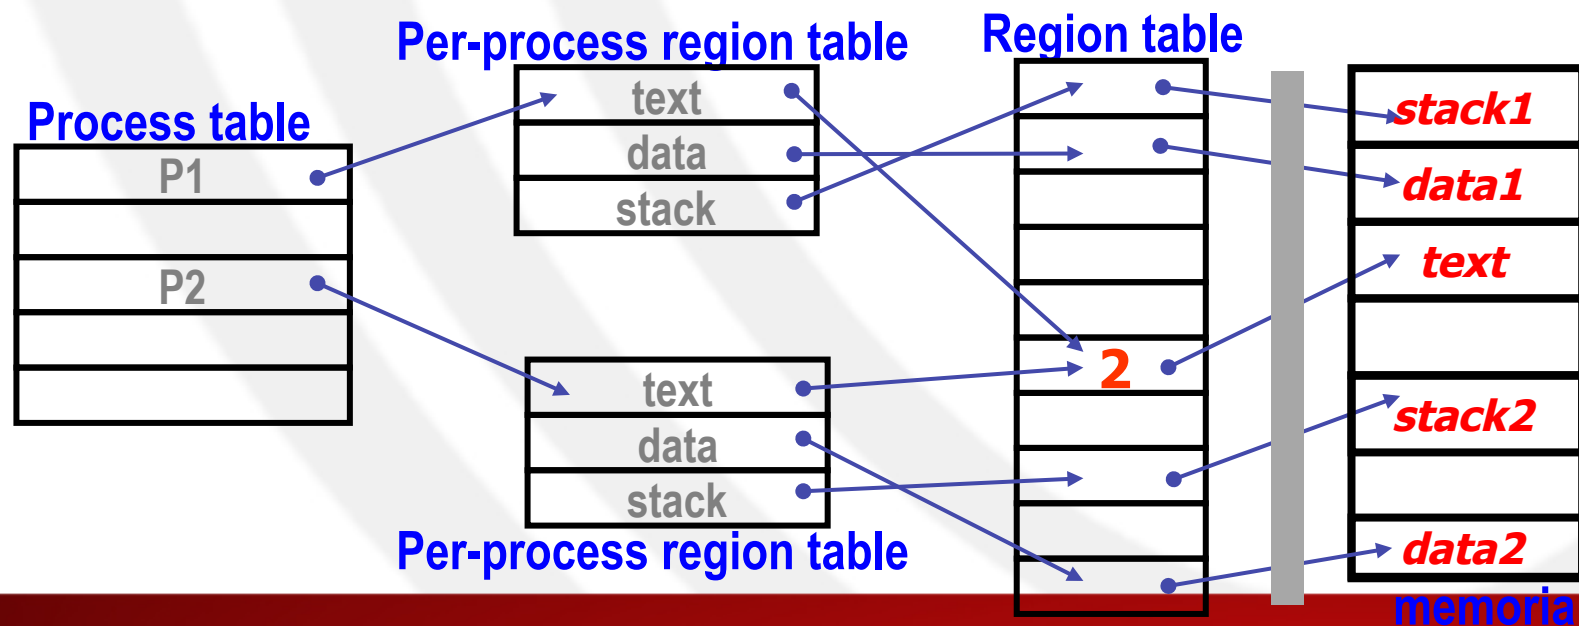 Process table
P1
P2
Per-process region table
text
data
stack
text
data
stack
Per-process region table
Region table
2
stack1
data1
text
stack2
data2
memoria